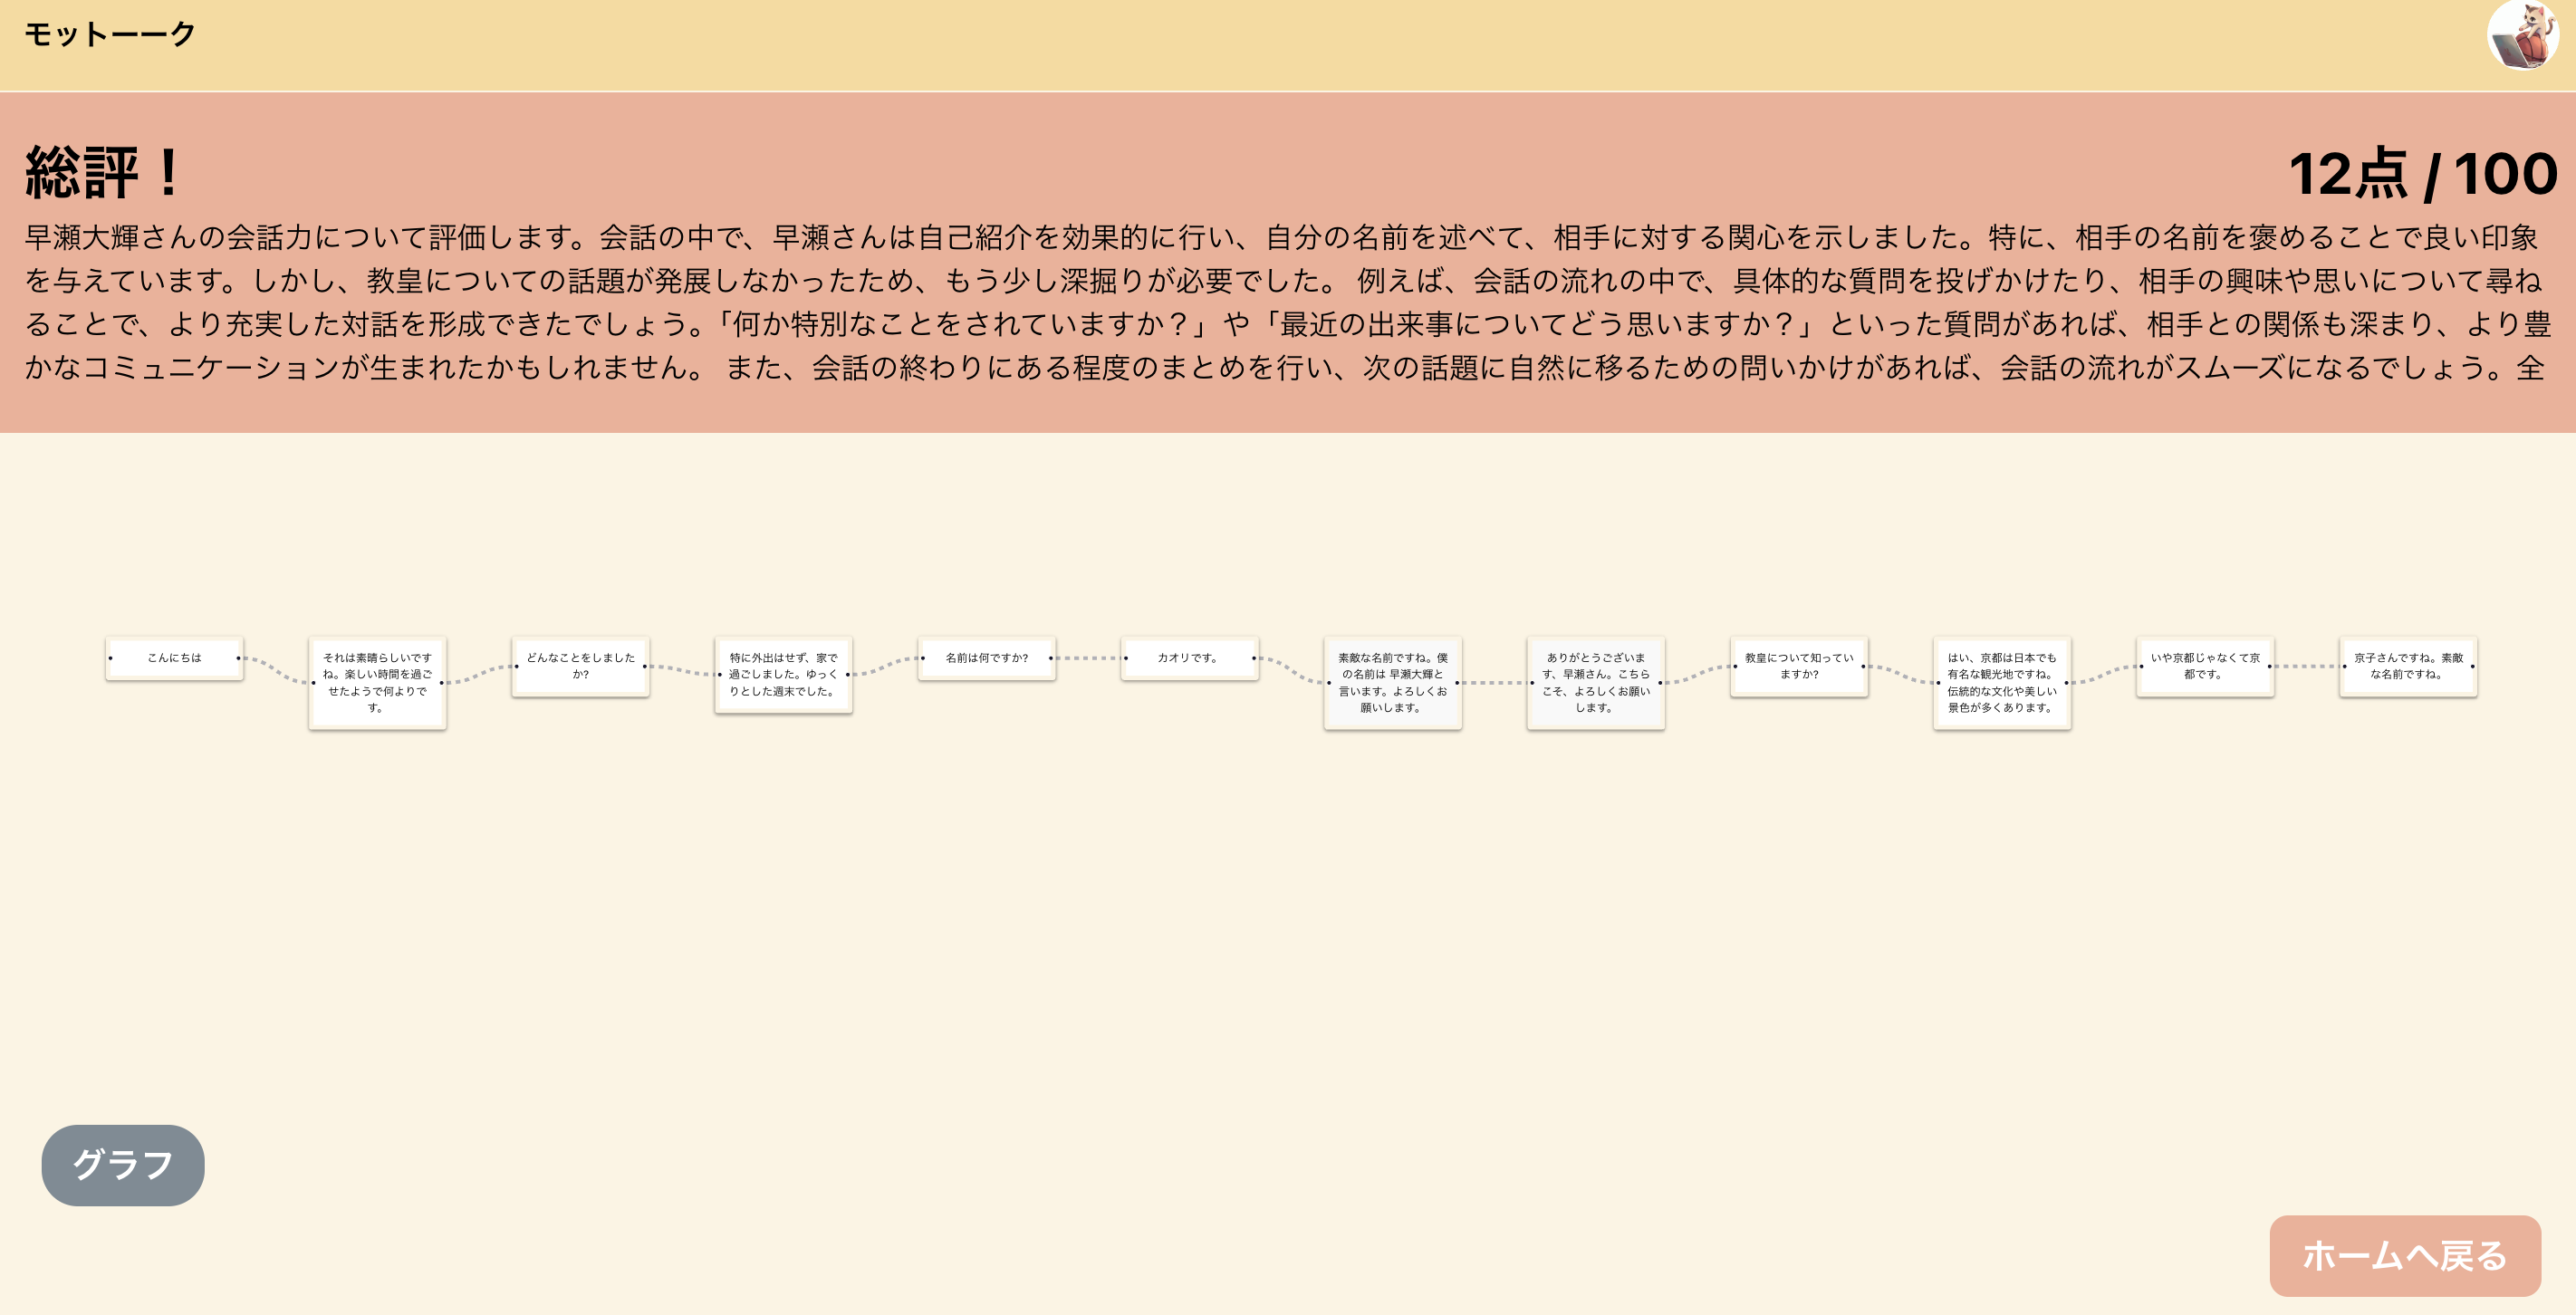 モットーーク
総評！
12点 / 100
早瀬大輝さんの会話力について評価します。会話の中で、早瀬さんは自己紹介を効果的に行い、自分の名前を述べて、相手に対する関心を示しました。特に、相手の名前を褒めることで良い印象
を与えています。しかし、教皇についての話題が発展しなかったため、もう少し深掘りが必要でした。 例えば、会話の流れの中で、具体的な質問を投げかけたり、相手の興味や思いについて尋ね
ることで、より充実した対話を形成できたでしょう。「何か特別なことをされていますか？」や「最近の出来事についてどう思いますか？」といった質問があれば、相手との関係も深まり、より豊
かなコミュニケーションが生まれたかもしれません。 また、会話の終わりにある程度のまとめを行い、次の話題に自然に移るための問いかけがあれば、会話の流れがスムーズになるでしょう。全
こんにちは
それは素晴らしいです
ね。楽しい時間を過ご
せたようで何よりで
す。
どんなことをしました
か?
特に外出はせず、家で
過ごしました。ゆっく
りとした週末でした。
名前は何ですか?
カオリです。
素敵な名前ですね。僕
の名前は 早瀬大輝と
言います。よろしくお
願いします。
ありがとうございま
す、早瀬さん。こちら
こそ、よろしくお願い
します。
教皇について知ってい
ますか?
はい、京都は日本でも
有名な観光地ですね。
伝統的な文化や美しい
景色が多くあります。
いや京都じゃなくて京
都です。
京子さんですね。素敵
な名前ですね。
グラフ
ホームへ戻る